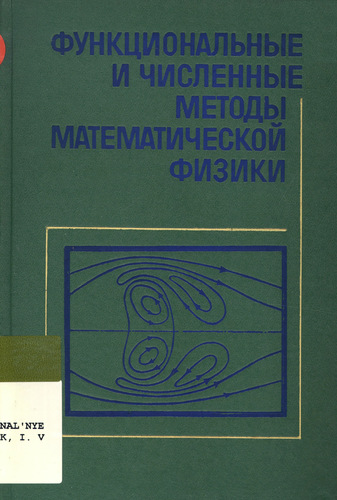 ФУНКЦИОНАЛЬНЫЕ
И ЧИСЛЕННЫЕ
МЕТОДЫ
МАТЕМАТИЧЕСКОЙ
ФИЗИКИ
NAL'NYE
K, I. V